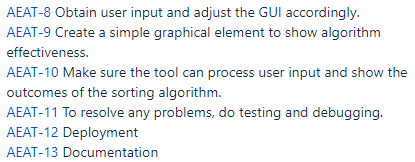 AEAT-8 Obtain user input and adjust the GUI accordingly.
AEAT-9 Create a simple graphical element to show algorithm
effectiveness.
AEAT-10 Make sure the tool can process user input and show the
outcomes of the sorting algorithm.
AEAT-11 To resolve any problems, do testing and debugging.
AEAT-12 Deployment
AEAT-13 Documentation